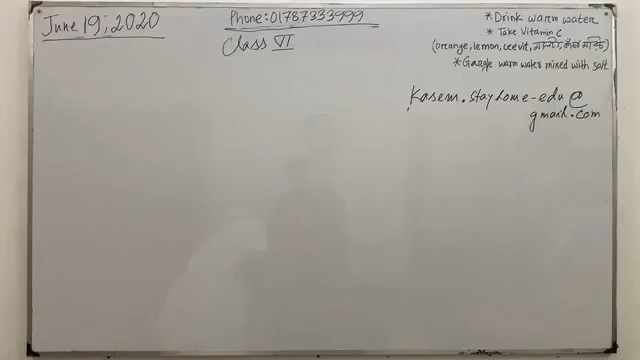 June 19, 2020
Phone: 01787333999
Class VI
* Drink warm water
* Take Vitamin C
(orange, lemon, ceevit,
* Gargle warm water mixed with salt
Kasem.stayhome-edu@
gmail.com